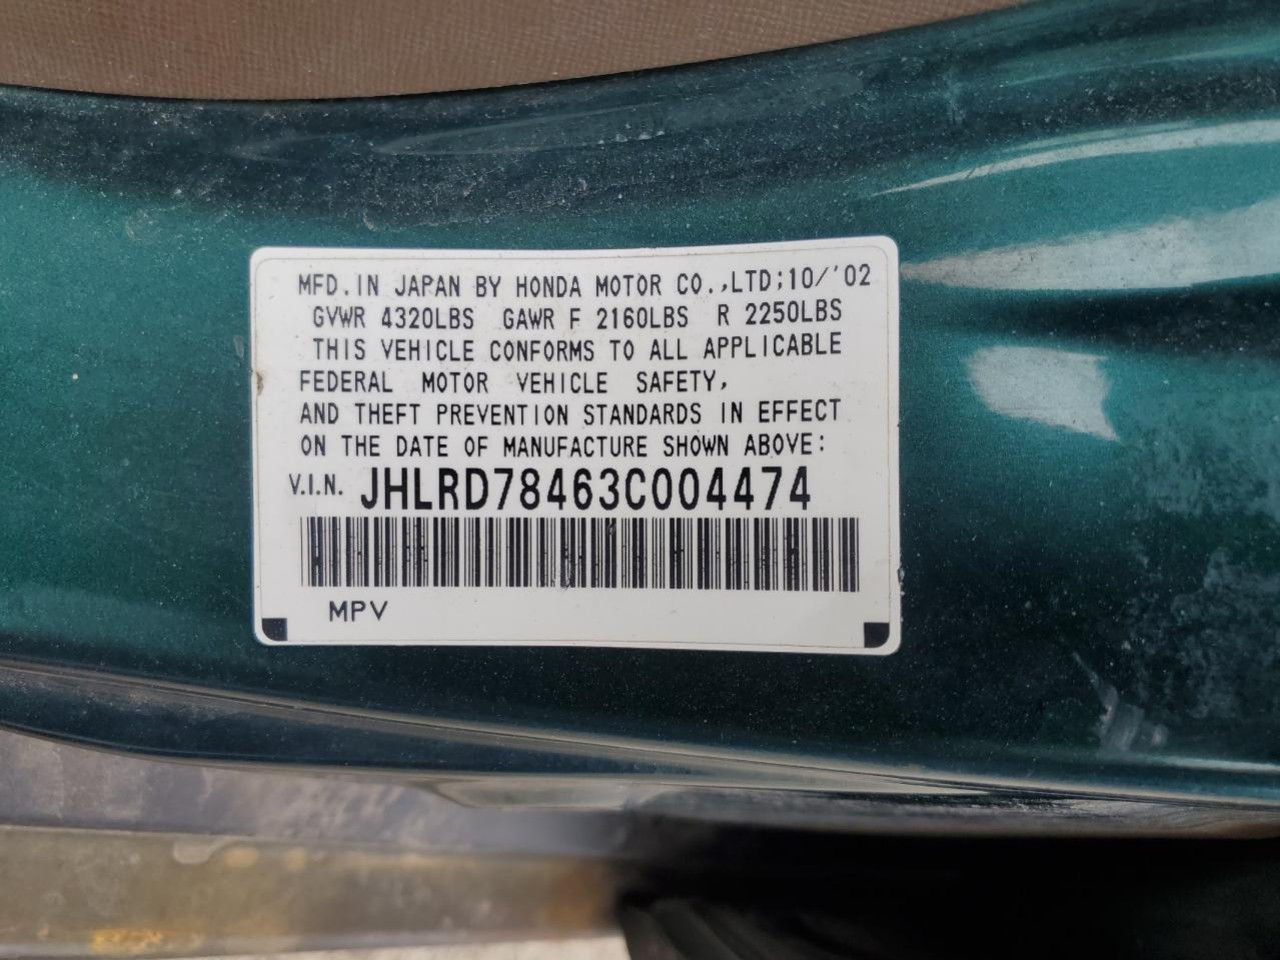 MFD. IN JAPAN BY HONDA MOTOR CO.,LTD;10/'02
GVWR 4320LBS GAWR F 2160LBS R 2250LBS
THIS VEHICLE CONFORMS TO ALL APPLICABLE
FEDERAL MOTOR VEHICLE SAFETY,
AND THEFT PREVENTION STANDARDS IN EFFECT
ON THE DATE OF MANUFACTURE SHOWN ABOVE:
V.I.N. JHLRD78463C004474
MPV